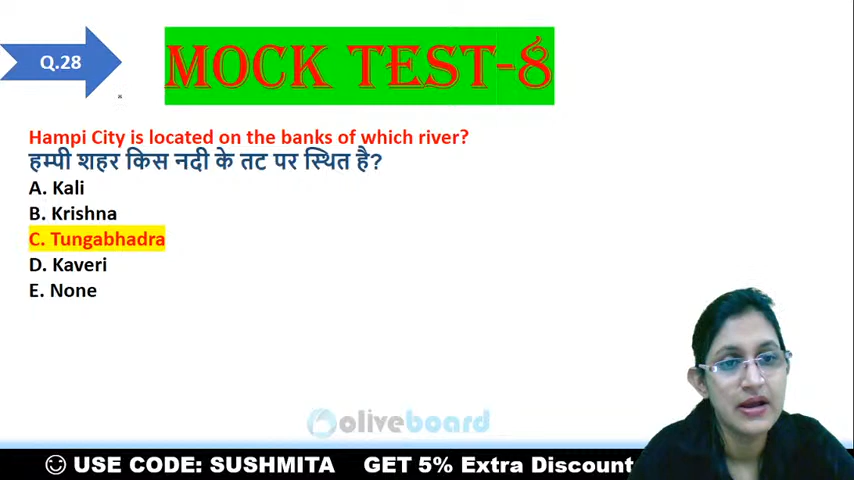 Q.28
MOCK TEST-8
Hampi City is located on the banks of which river?
हम्पी शहर किस नदी के तट पर स्थित है?
A. Kali
B. Krishna
C. Tungabhadra
D. Kaveri
E. None
oliveboard
USE CODE: SUSHMITA GET 5% Extra Discount